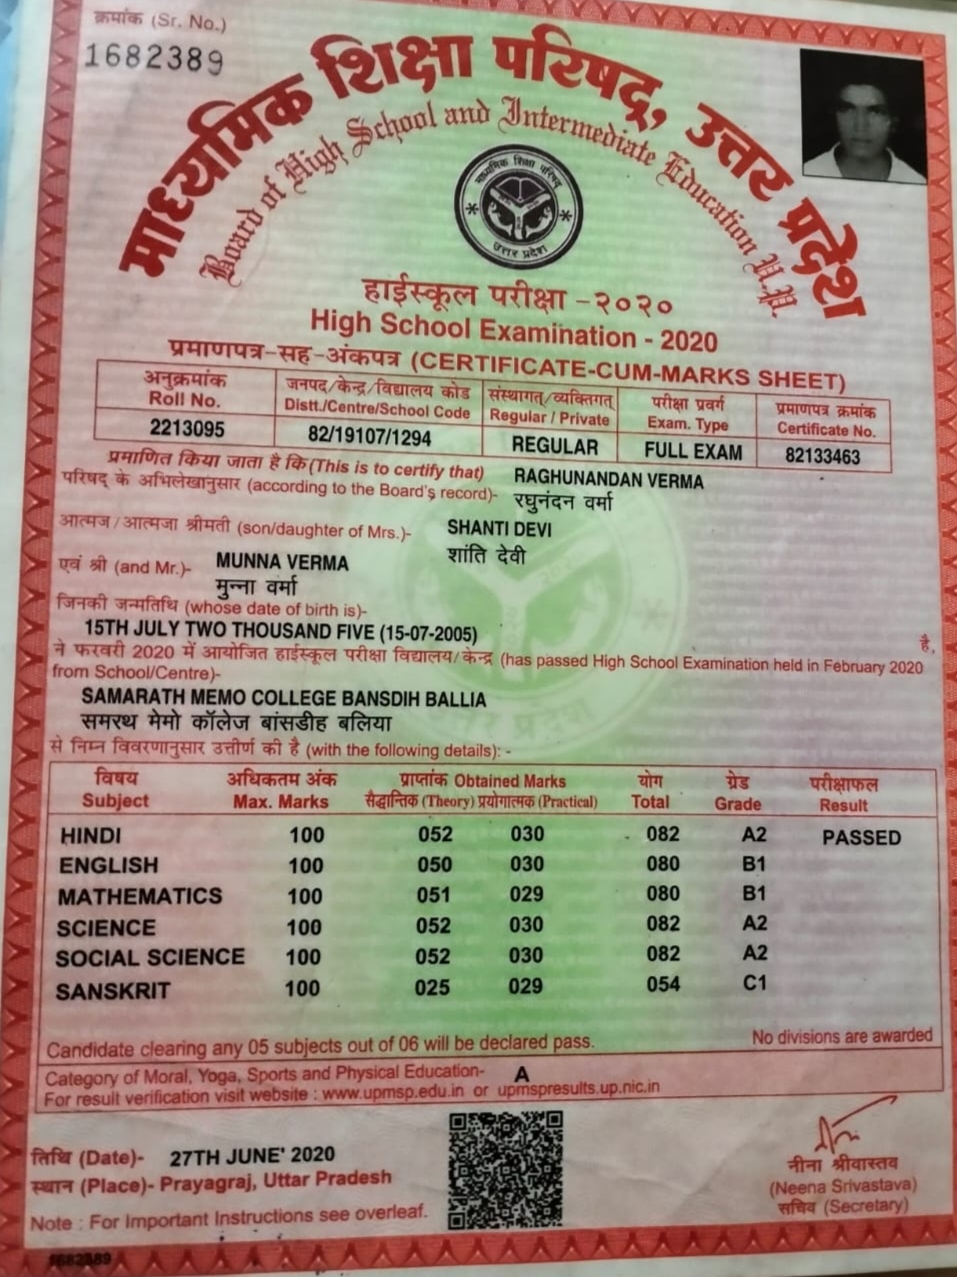 क्रमांक (Sr. No.)
1682389
माध्यमिक शिक्षा परिषद्, उत्तर प्रदेश
Board of High School and Intermediate Education U.P.
माध्यमिक शिक्षा परिषद्
उत्तर प्रदेश
हाईस्कूल परीक्षा -२०२०
High School Examination - 2020
प्रमाणपत्र-सह-अंकपत्र (CERTIFICATE-CUM-MARKS SHEET)
अनुक्रमांक जनपद/केन्द्र/विद्यालय कोड संस्थागत्/व्यक्तिगत् परीक्षा प्रवर्ग प्रमाणपत्र क्रमांक
Roll No. Distt./Centre/School Code Regular / Private Exam. Type Certificate No.
2213095 82/19107/1294 REGULAR FULL EXAM 82133463
प्रमाणित किया जाता है कि(This is to certify that) RAGHUNANDAN VERMA
परिषद् के अभिलेखानुसार (according to the Board's record)- रघुनंदन वर्मा
आत्मज/आत्मजा श्रीमती (son/daughter of Mrs.)- SHANTI DEVI
शांति देवी
एवं श्री (and Mr.)- MUNNA VERMA
मुन्ना वर्मा
जिनकी जन्मतिथि (whose date of birth is)-
15TH JULY TWO THOUSAND FIVE (15-07-2005) है,
ने फरवरी 2020 में आयोजित हाईस्कूल परीक्षा विद्यालय/केन्द्र (has passed High School Examination held in February 2020
from School/Centre)-
SAMARATH MEMO COLLEGE BANSDIH BALLIA
समरथ मेमो कॉलेज बांसडीह बलिया
से निम्न विवरणानुसार उत्तीर्ण की है (with the following details): -
विषय अधिकतम अंक प्राप्तांक Obtained Marks योग ग्रेड परीक्षाफल
Subject Max. Marks सैद्धान्तिक (Theory) प्रयोगात्मक (Practical) Total Grade Result
HINDI 100 052 030 082 A2 PASSED
ENGLISH 100 050 030 080 B1
MATHEMATICS 100 051 029 080 B1
SCIENCE 100 052 030 082 A2
SOCIAL SCIENCE 100 052 030 082 A2
SANSKRIT 100 025 029 054 C1
Candidate clearing any 05 subjects out of 06 will be declared pass. No divisions are awarded
Category of Moral, Yoga, Sports and Physical Education- A
For result verification visit website : www.upmsp.edu.in or upmspresults.up.nic.in
तिथि (Date)- 27TH JUNE' 2020
स्थान (Place)- Prayagraj, Uttar Pradesh
Note : For Important Instructions see overleaf.
नीना श्रीवास्तव
(Neena Srivastava)
सचिव (Secretary)
1682389